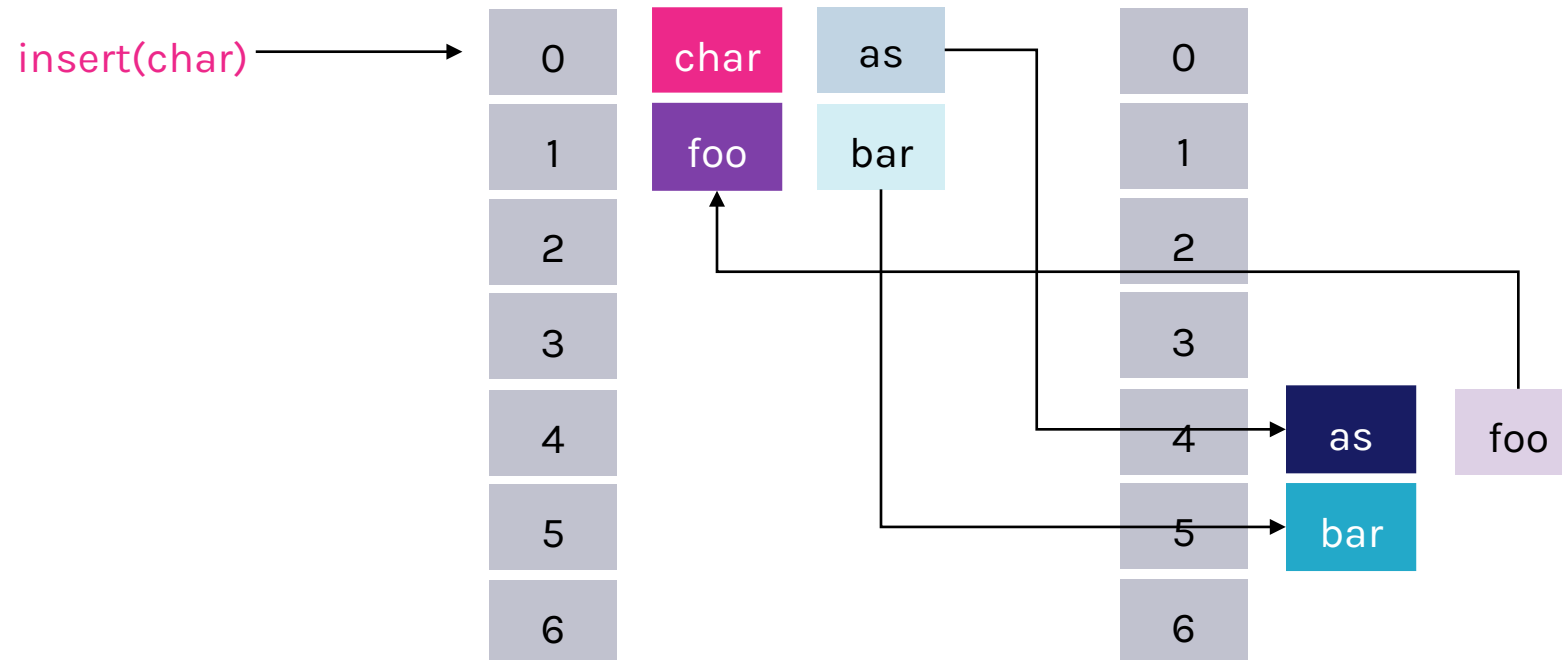 insert(char) 0 char as 0
1 foo bar 1
2 2
3 3
4 4 as foo
5 5 bar
6 6